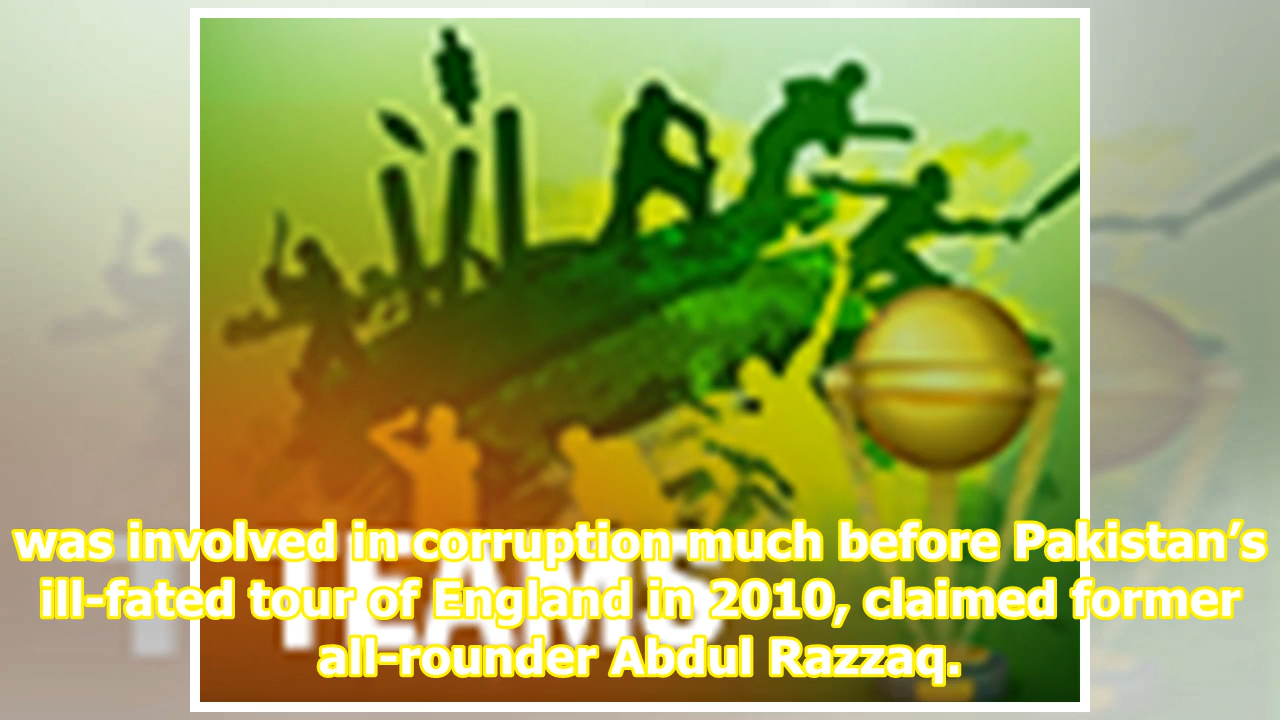 was involved in corruption much before Pakistan’s
ill-fated tour of England in 2010, claimed former
TEAMS
all-rounder Abdul Razzaq.